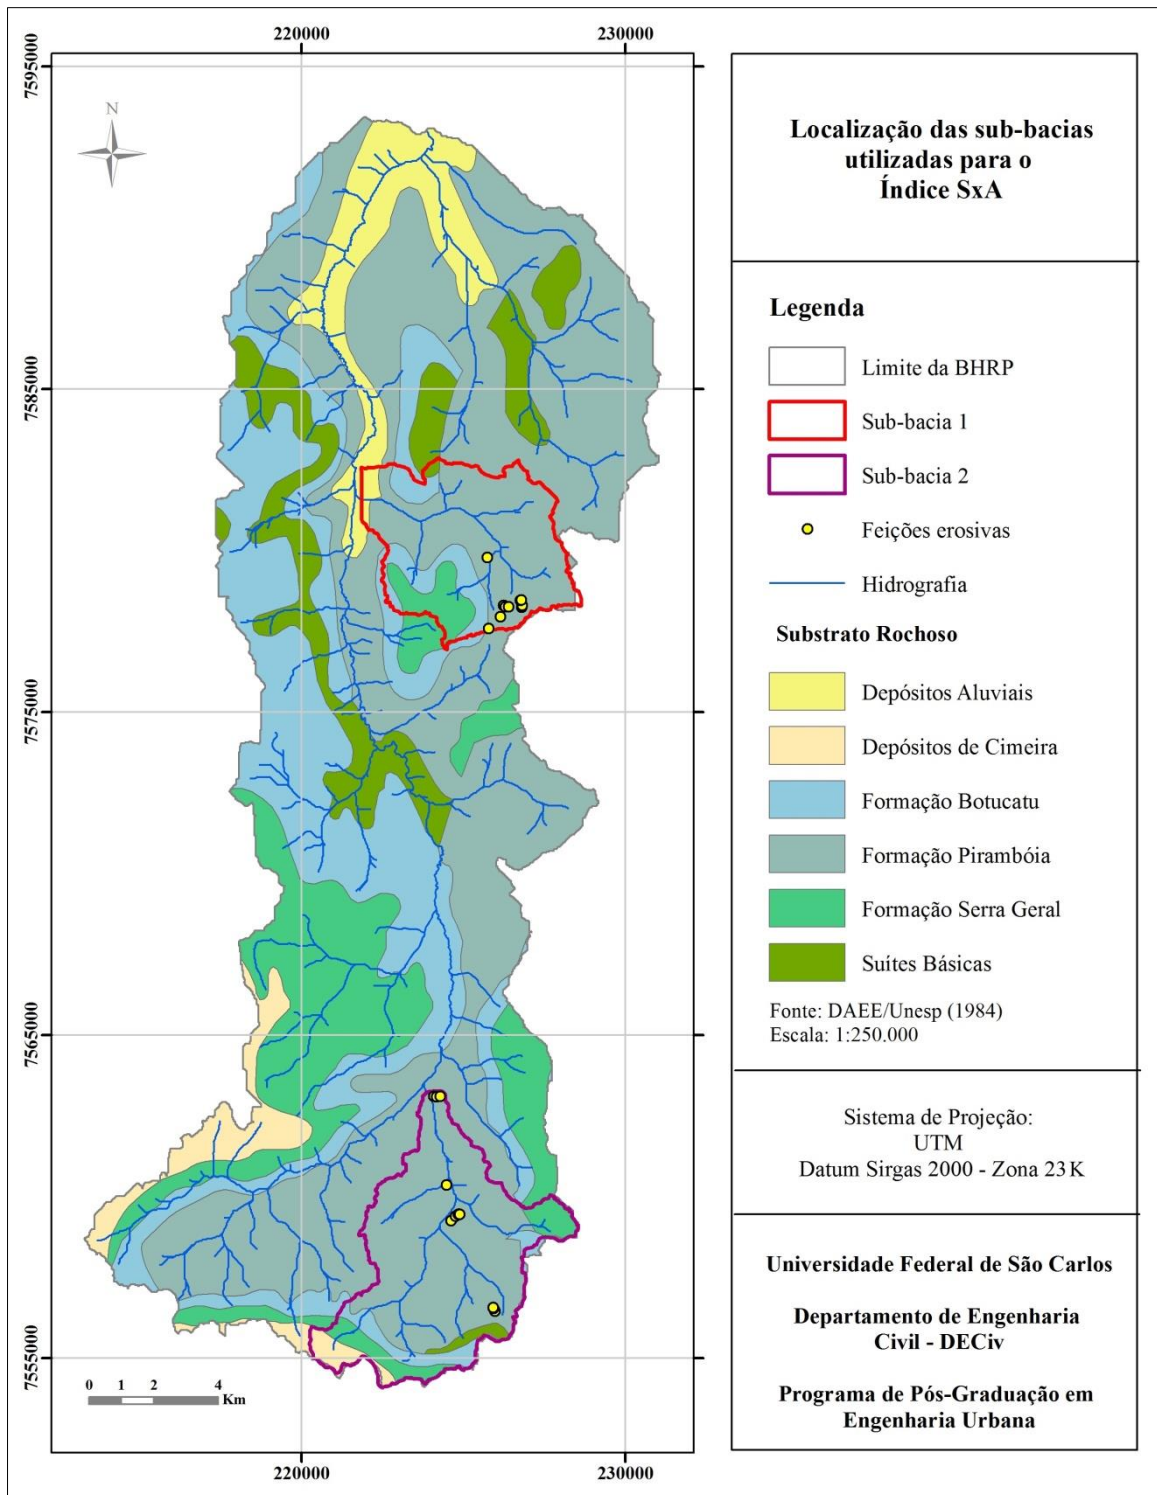 220000
230000
7595000
7585000
7575000
7565000
7555000
N
0 1 2 4
Km
220000
230000
Localização das sub-bacias
utilizadas para o
Índice SxA
Legenda
Limite da BHRP
Sub-bacia 1
Sub-bacia 2
Feições erosivas
Hidrografia
Substrato Rochoso
Depósitos Aluviais
Depósitos de Cimeira
Formação Botucatu
Formação Pirambóia
Formação Serra Geral
Suítes Básicas
Fonte: DAEE/Unesp (1984)
Escala: 1:250.000
Sistema de Projeção:
UTM
Datum Sirgas 2000 - Zona 23 K
Universidade Federal de São Carlos
Departamento de Engenharia
Civil - DECiv
Programa de Pós-Graduação em
Engenharia Urbana